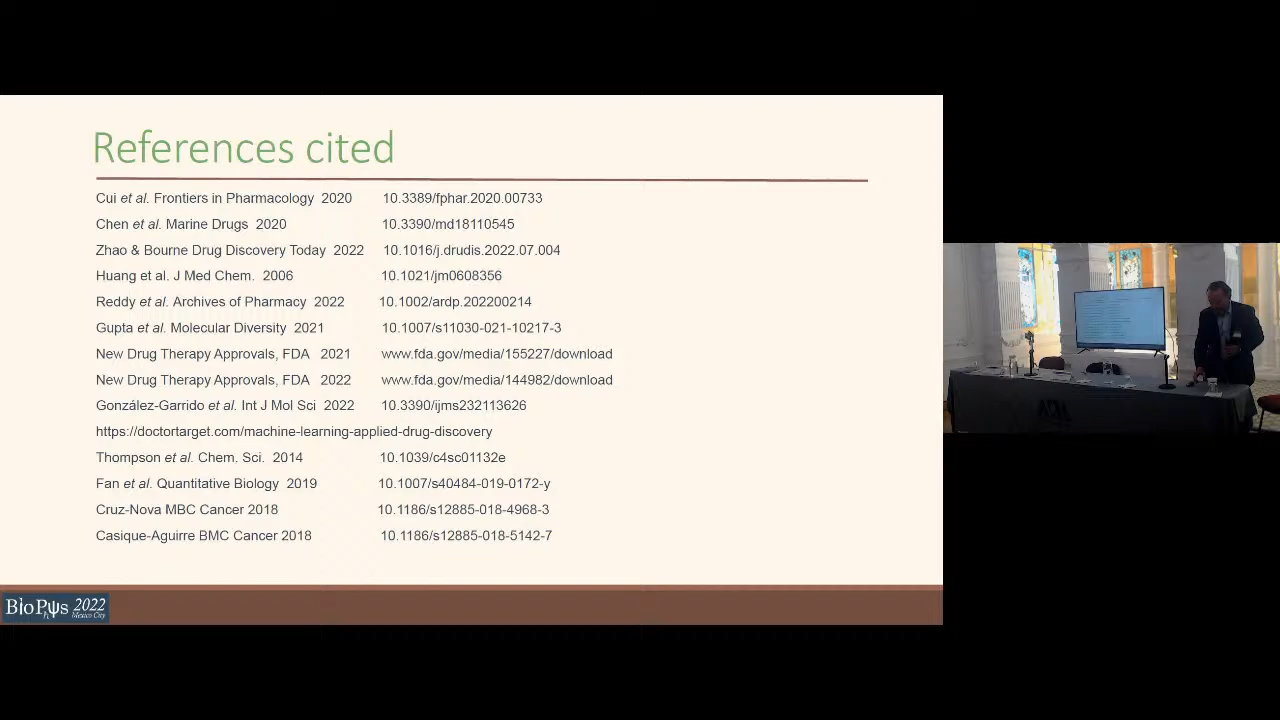 References cited
Cui et al. Frontiers in Pharmacology 2020 10.3389/fphar.2020.00733
Chen et al. Marine Drugs 2020 10.3390/md18110545
Zhao & Bourne Drug Discovery Today 2022 10.1016/j.drudis.2022.07.004
Huang et al. J Med Chem. 2006 10.1021/jm0608356
Reddy et al. Archives of Pharmacy 2022 10.1002/ardp.202200214
Gupta et al. Molecular Diversity 2021 10.1007/s11030-021-10217-3
New Drug Therapy Approvals, FDA 2021 www.fda.gov/media/155227/download
New Drug Therapy Approvals, FDA 2022 www.fda.gov/media/144982/download
González-Garrido et al. Int J Mol Sci 2022 10.3390/ijms232113626
https://doctortarget.com/machine-learning-applied-drug-discovery
Thompson et al. Chem. Sci. 2014 10.1039/c4sc01132e
Fan et al. Quantitative Biology 2019 10.1007/s40484-019-0172-y
Cruz-Nova MBC Cancer 2018 10.1186/s12885-018-4968-3
Casique-Aguirre BMC Cancer 2018 10.1186/s12885-018-5142-7
BioPhψs 2022
Mexico City